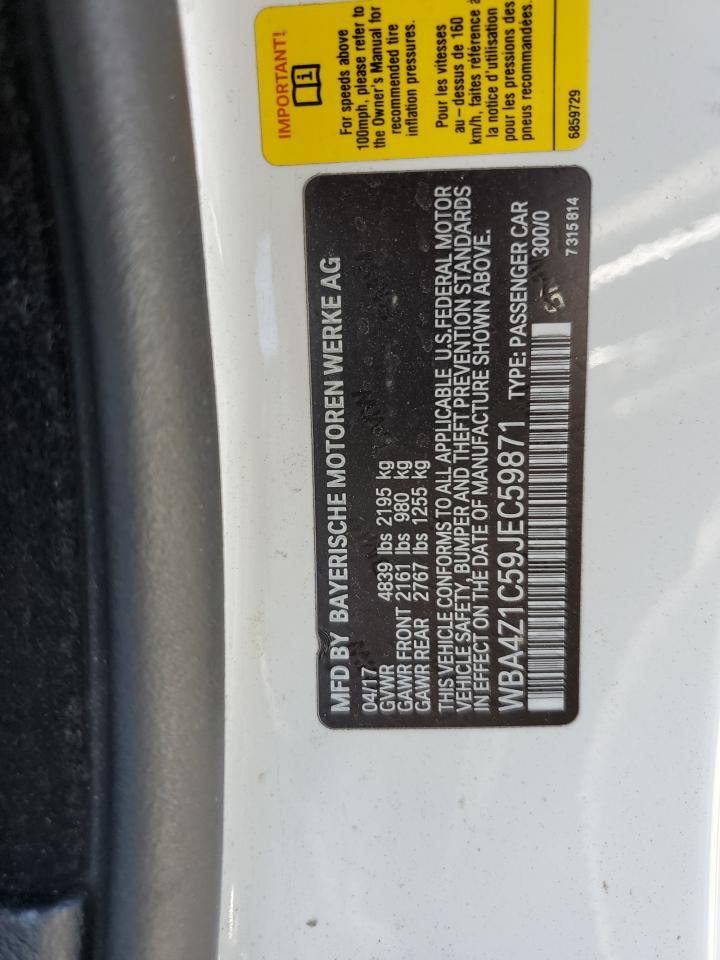 IMPORTANT!
For speeds above
100mph, please refer to
the Owner's Manual for
recommended tire
inflation pressures.
Pour les vitesses
au-dessus de 160
km/h, faites référence à
la notice d'utilisation
pour les pressions des
pneus recommandées.
6859729
MFD BY BAYERISCHE MOTOREN WERKE AG
04/17
GVWR 4839 lbs 2195 kg
GAWR FRONT 2161 lbs 980 kg
GAWR REAR 2767 lbs 1255 kg
THIS VEHICLE CONFORMS TO ALL APPLICABLE U.S.FEDERAL MOTOR
VEHICLE SAFETY, BUMPER AND THEFT PREVENTION STANDARDS
IN EFFECT ON THE DATE OF MANUFACTURE SHOWN ABOVE.
WBA4Z1C59JEC59871 TYPE: PASSENGER CAR
300/0
7 315 814